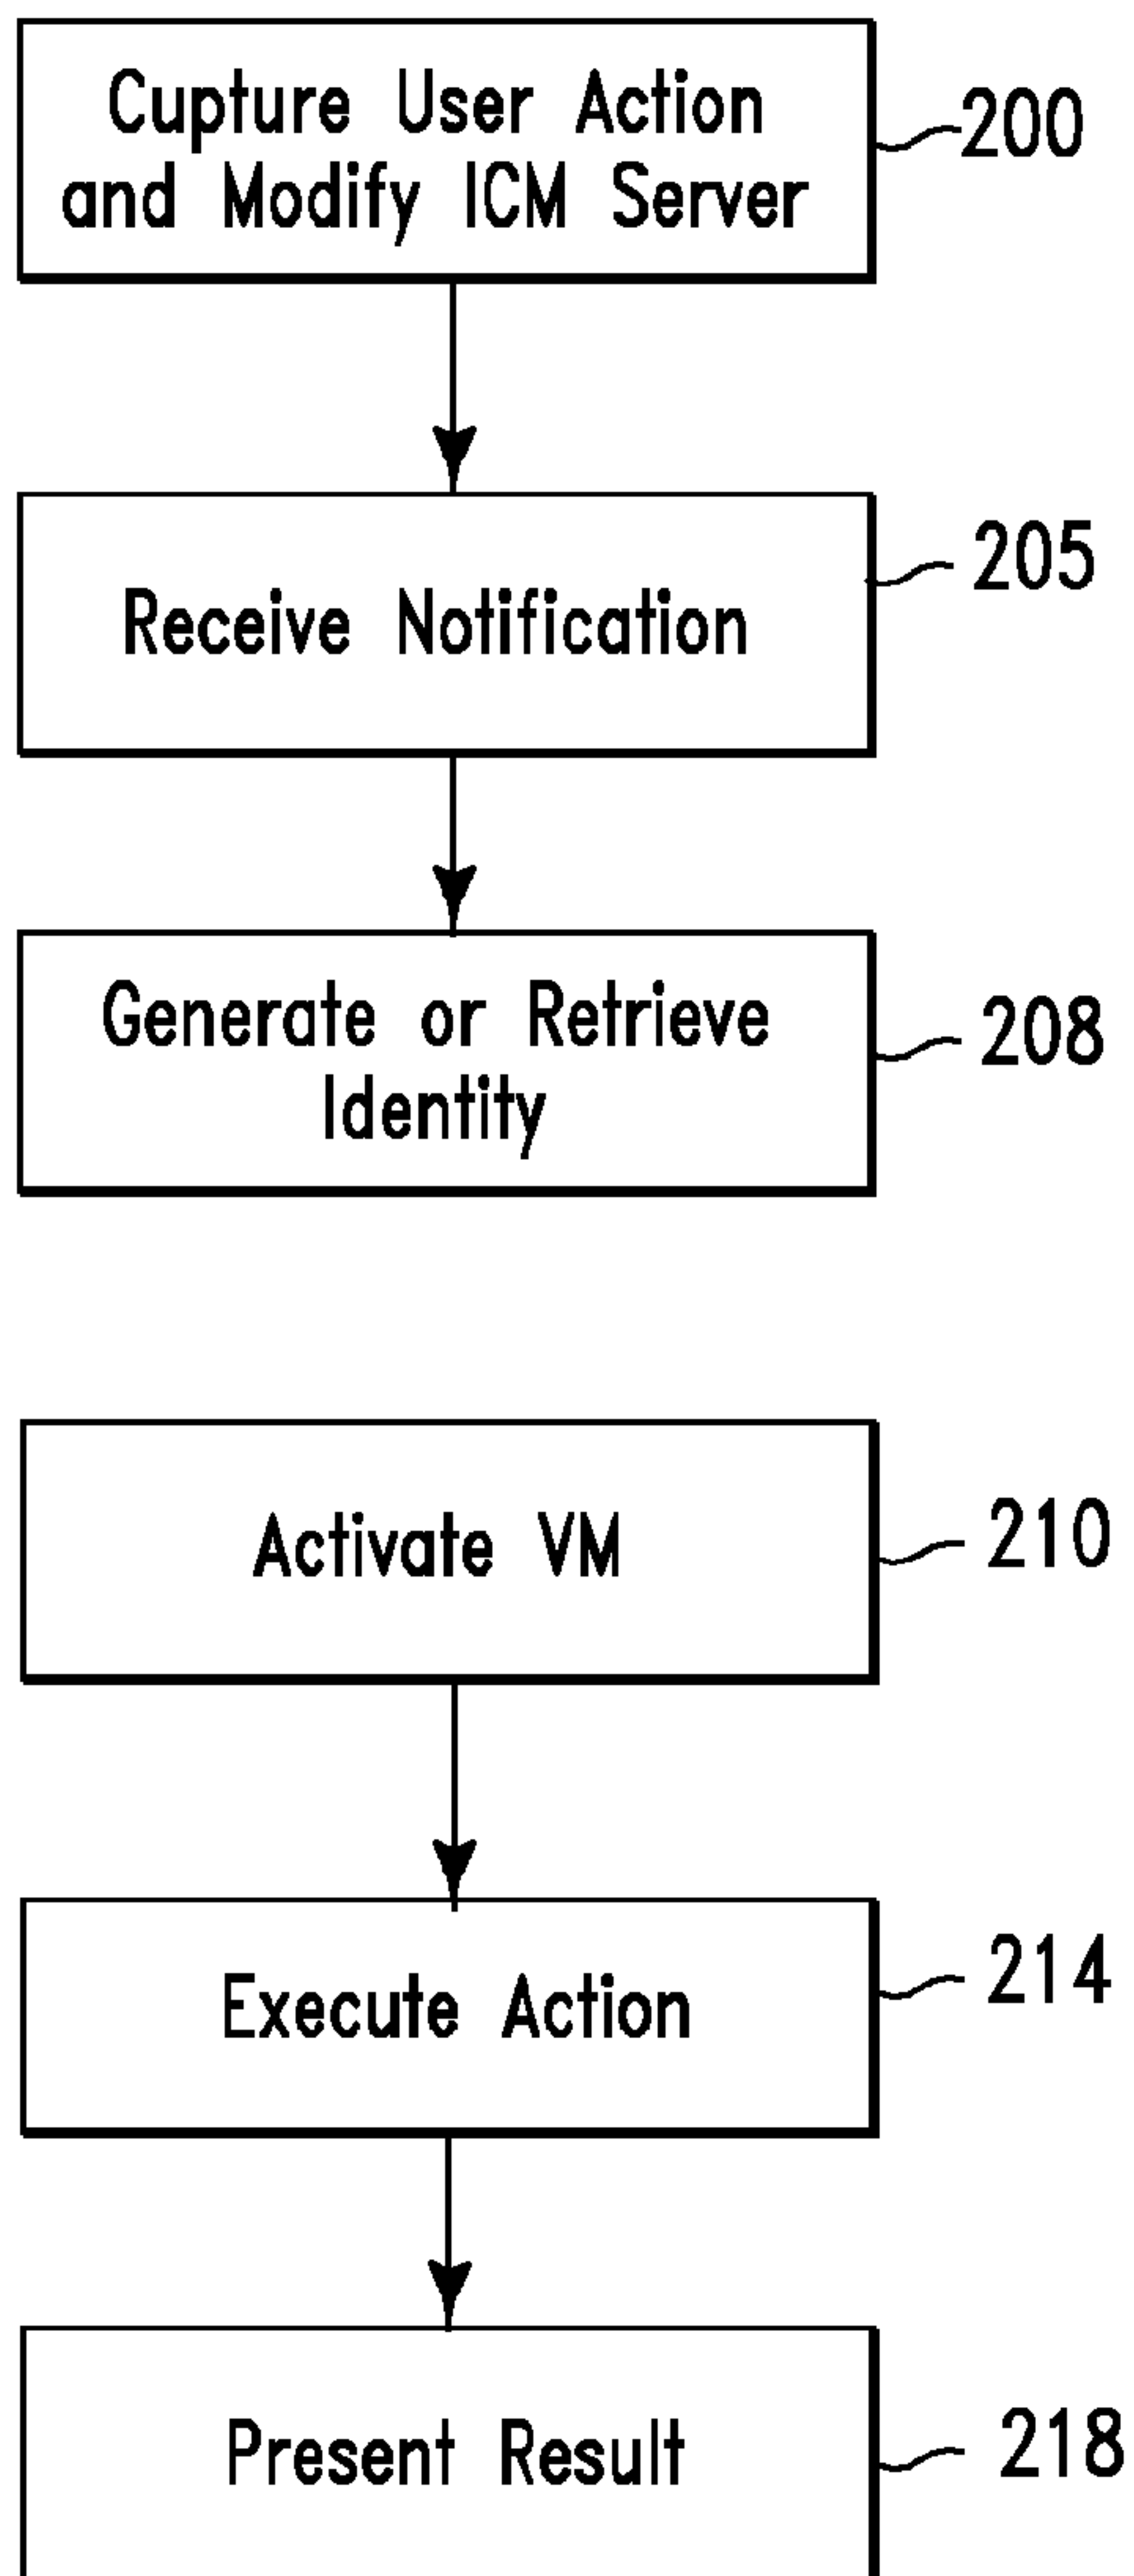 Cupture User Action
and Modify ICM Server
200
Receive Notification
205
Generate or Retrieve
Identity
208
Activate VM
210
Execute Action
214
Present Result
218